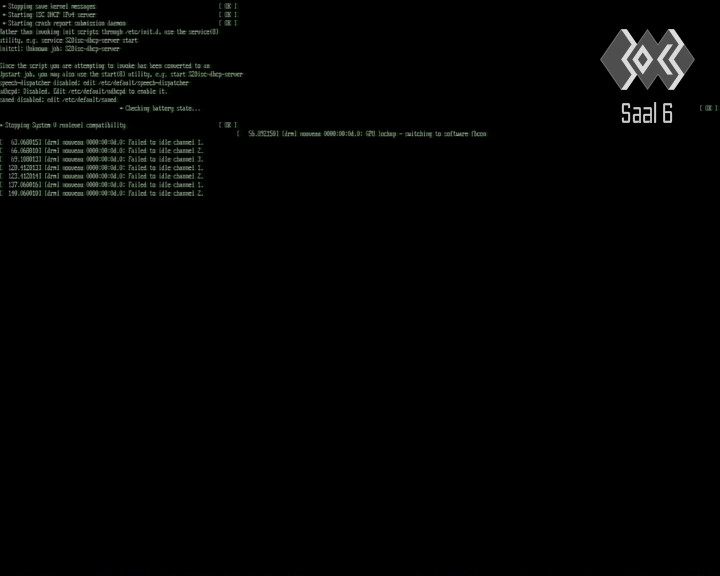 * Stopping save kernel messages [ OK ]
* Starting ISC DHCP IPv4 server [ OK ]
* Starting crash report submission daemon [ OK ]
Rather than invoking init scripts through /etc/init.d, use the service(8)
utility, e.g. service S20isc-dhcp-server start
initctl: Unknown job: S20isc-dhcp-server
Since the script you are attempting to invoke has been converted to an
Upstart job, you may also use the start(8) utility, e.g. start S20isc-dhcp-server
speech-dispatcher disabled; edit /etc/default/speech-dispatcher
Disabled. Edit to enable it.
saned disabled; edit /etc/default/saned
* Checking battery state... [ OK ]
* Stopping System V runlevel compatibility [ OK ]
[ 56.892150] [drm] nouveau 0000:00:0d.0: GPU lockup - switching to software fbcon
[ 63.060015] [drm] nouveau 0000:00:0d.0: Failed to idle channel 1.
[ 66.060010] [drm] nouveau 0000:00:0d.0: Failed to idle channel 2.
[ 69.108013] [drm] nouveau 0000:00:0d.0: Failed to idle channel 3.
[ 120.412013] [drm] nouveau 0000:00:0d.0: Failed to idle channel 1.
[ 123.412014] [drm] nouveau 0000:00:0d.0: Failed to idle channel 2.
[ 137.060016] [drm] nouveau 0000:00:0d.0: Failed to idle channel 1.
[ 140.060010] [drm] nouveau 0000:00:0d.0: Failed to idle channel 2.
Saal 6